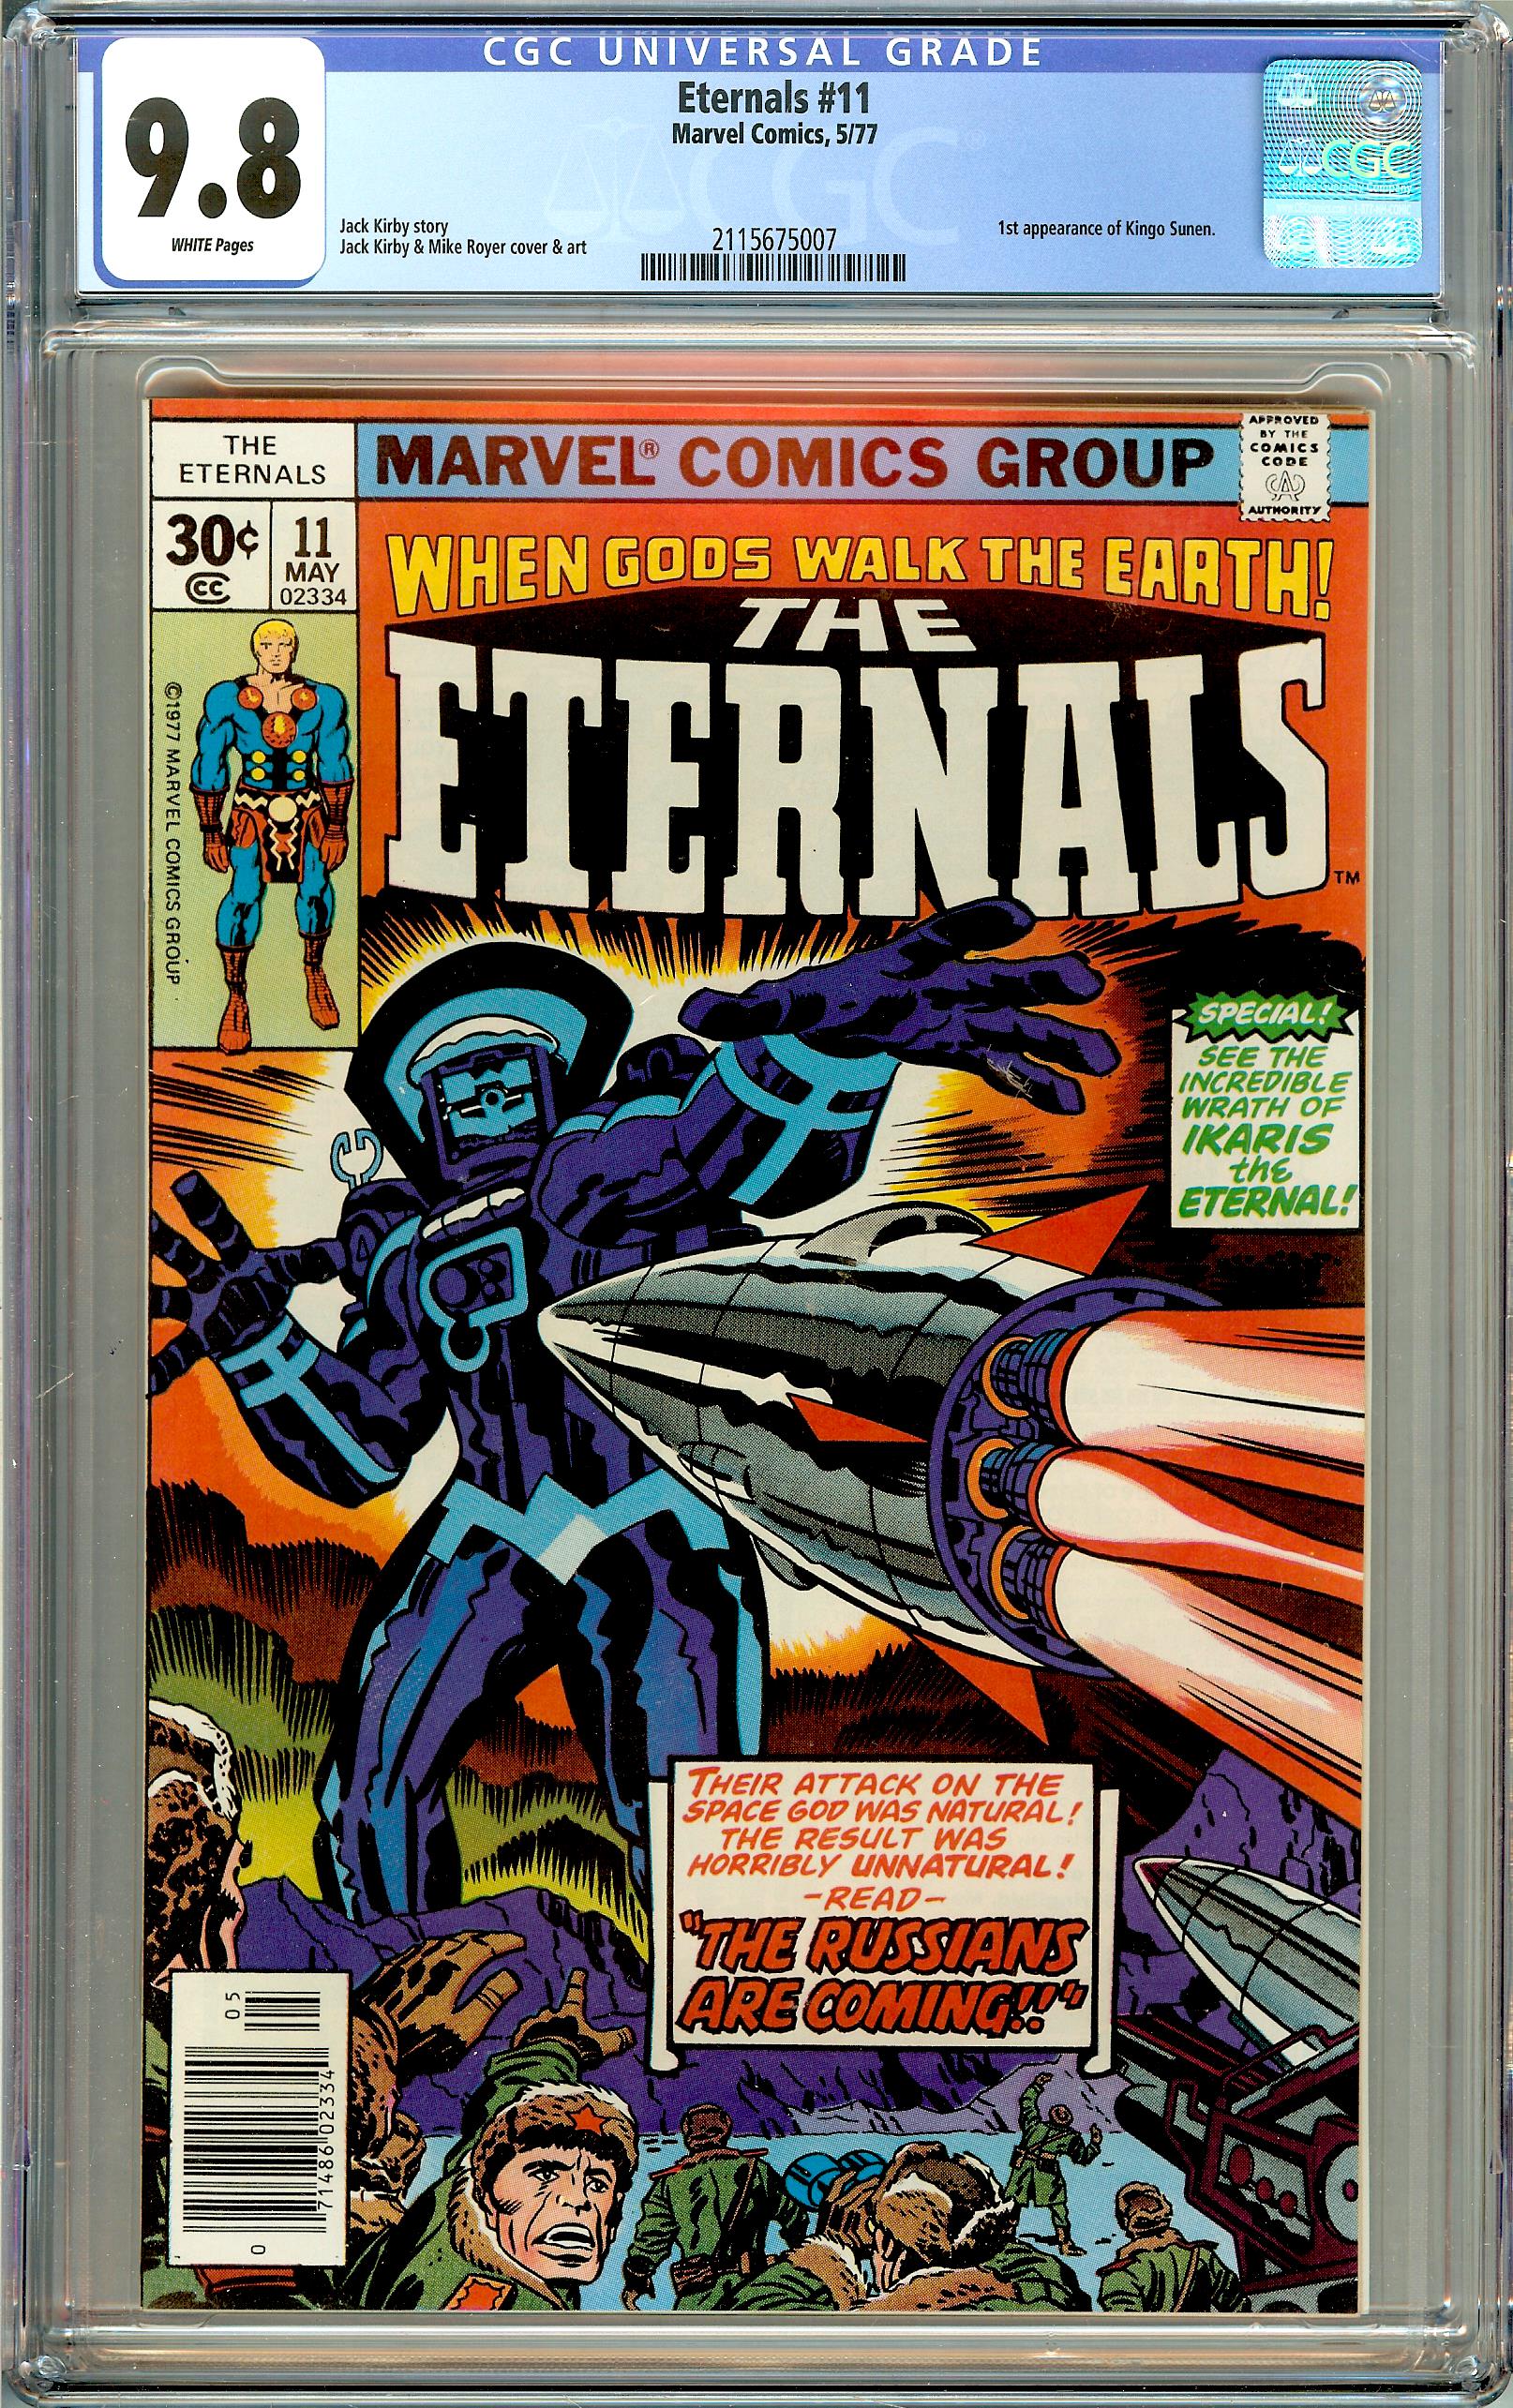 CGC UNIVERSAL GRADE
9.8
WHITE Pages
Eternals #11
Marvel Comics, 5/77
Jack Kirby story
Jack Kirby & Mike Royer cover & art
2115675007
1st appearance of Kingo Sunen.
CGC
THE
ETERNALS
MARVEL® COMICS GROUP
APPROVED
BY THE
COMICS
CODE
AUTHORITY
30¢
CC
11
MAY
02334
©1977 MARVEL COMICS GROUP
WHEN GODS WALK THE EARTH!
THE
ETERNALS™
SPECIAL!
SEE THE
INCREDIBLE
WRATH OF
IKARIS
the
ETERNAL!
THEIR ATTACK ON THE
SPACE GOD WAS NATURAL!
THE RESULT WAS
HORRIBLY UNNATURAL!
-READ-
"THE RUSSIANS
ARE COMING!!"
05
71486 02334
0